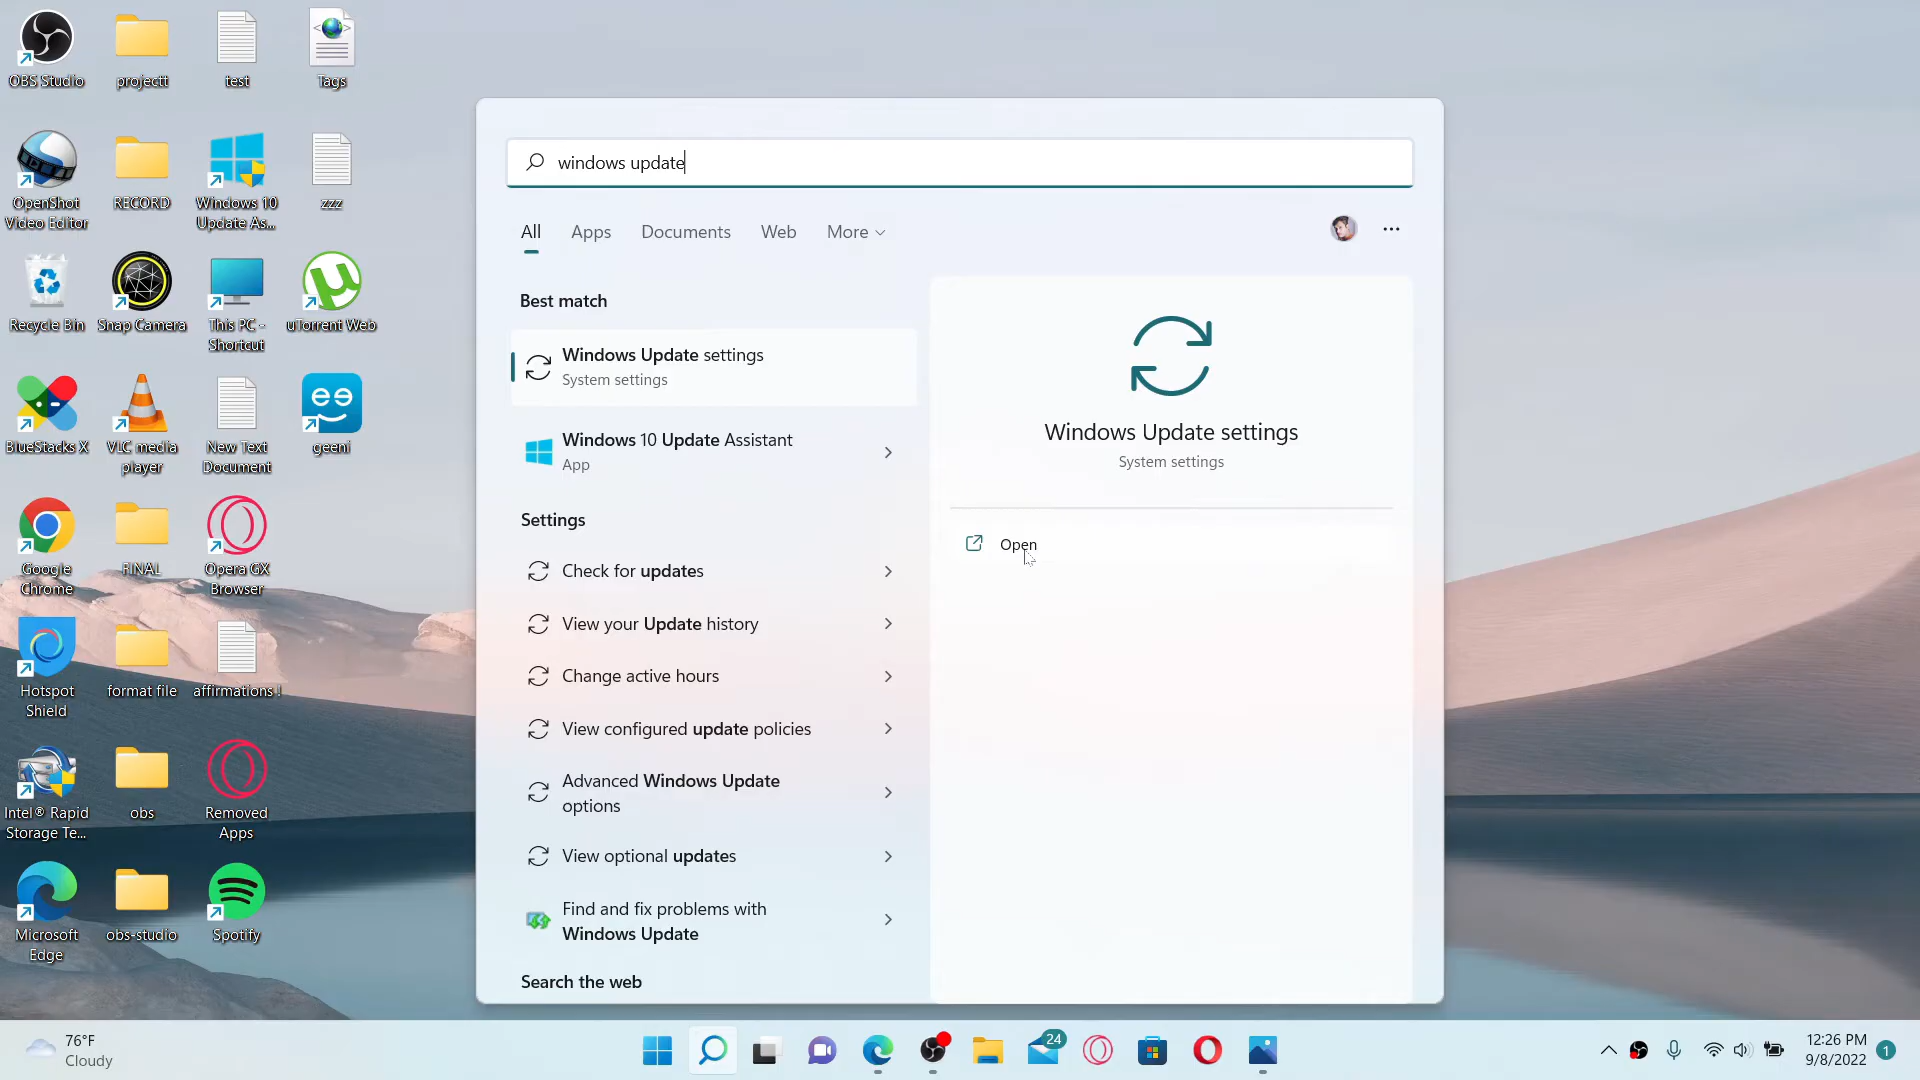 OBS Studio
projectt
test
Tags
OpenShot
Video Editor
RECORD
Windows 10
Update As...
zzz
Recycle Bin
Snap Camera
This PC -
Shortcut
uTorrent Web
BlueStacks X
VLC media
player
New Text
Document
ee
geeni
Google
Chrome
FINAL
Opera GX
Browser
Hotspot
Shield
format file
affirmations !
Intel® Rapid
Storage Te...
obs
Removed
Apps
Microsoft
Edge
obs-studio
Spotify
windows update
All
Apps
Documents
Web
More
Best match
Windows Update settings
System settings
Windows 10 Update Assistant
App
Settings
Check for updates
View your Update history
Change active hours
View configured update policies
Advanced Windows Update
options
View optional updates
Find and fix problems with
Windows Update
Search the web
Windows Update settings
System settings
Open
76°F
Cloudy
24
12:26 PM
9/8/2022
1